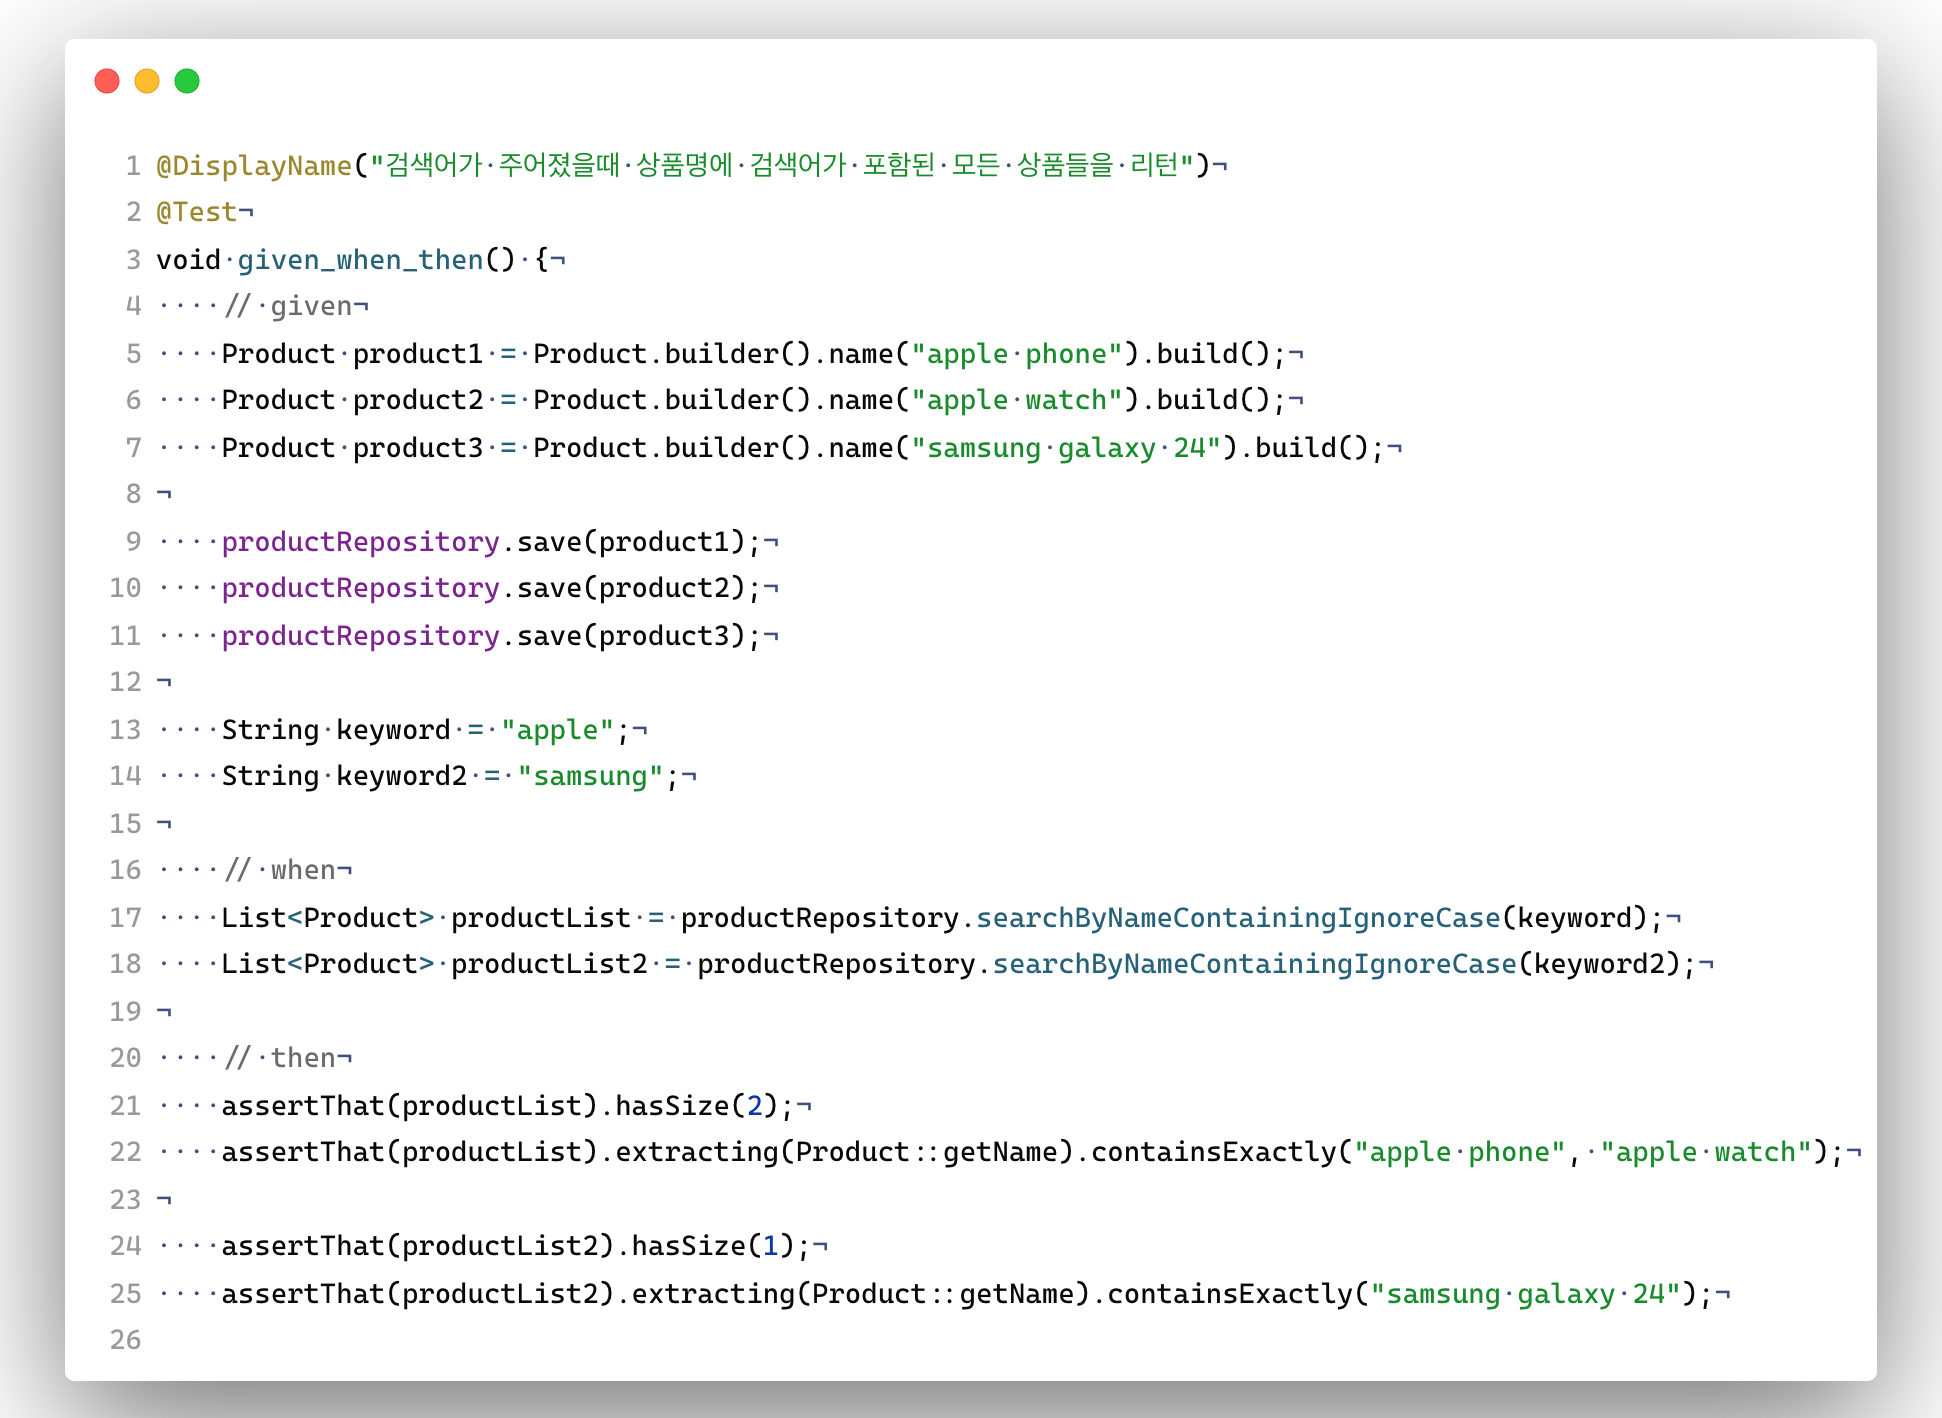 1 @DisplayName("검색어가·주어졌을때·상품명에·검색어가·포함된·모든·상품들을·리턴")¬
2 @Test¬
3 void·given_when_then()·{¬
4 ····//·given¬
5 ····Product·product1·=·Product.builder().name("apple·phone").build();¬
6 ····Product·product2·=·Product.builder().name("apple·watch").build();¬
7 ····Product·product3·=·Product.builder().name("samsung·galaxy·24").build();¬
8 ¬
9 ····productRepository.save(product1);¬
10 ····productRepository.save(product2);¬
11 ····productRepository.save(product3);¬
12 ¬
13 ····String·keyword·=·"apple";¬
14 ····String·keyword2·=·"samsung";¬
15 ¬
16 ····//·when¬
17 ····List<Product>·productList·=·productRepository.searchByNameContainingIgnoreCase(keyword);¬
18 ····List<Product>·productList2·=·productRepository.searchByNameContainingIgnoreCase(keyword2);¬
19 ¬
20 ····//·then¬
21 ····assertThat(productList).hasSize(2);¬
22 ····assertThat(productList).extracting(Product::getName).containsExactly("apple·phone",·"apple·watch");¬
23 ¬
24 ····assertThat(productList2).hasSize(1);¬
25 ····assertThat(productList2).extracting(Product::getName).containsExactly("samsung·galaxy·24");¬
26